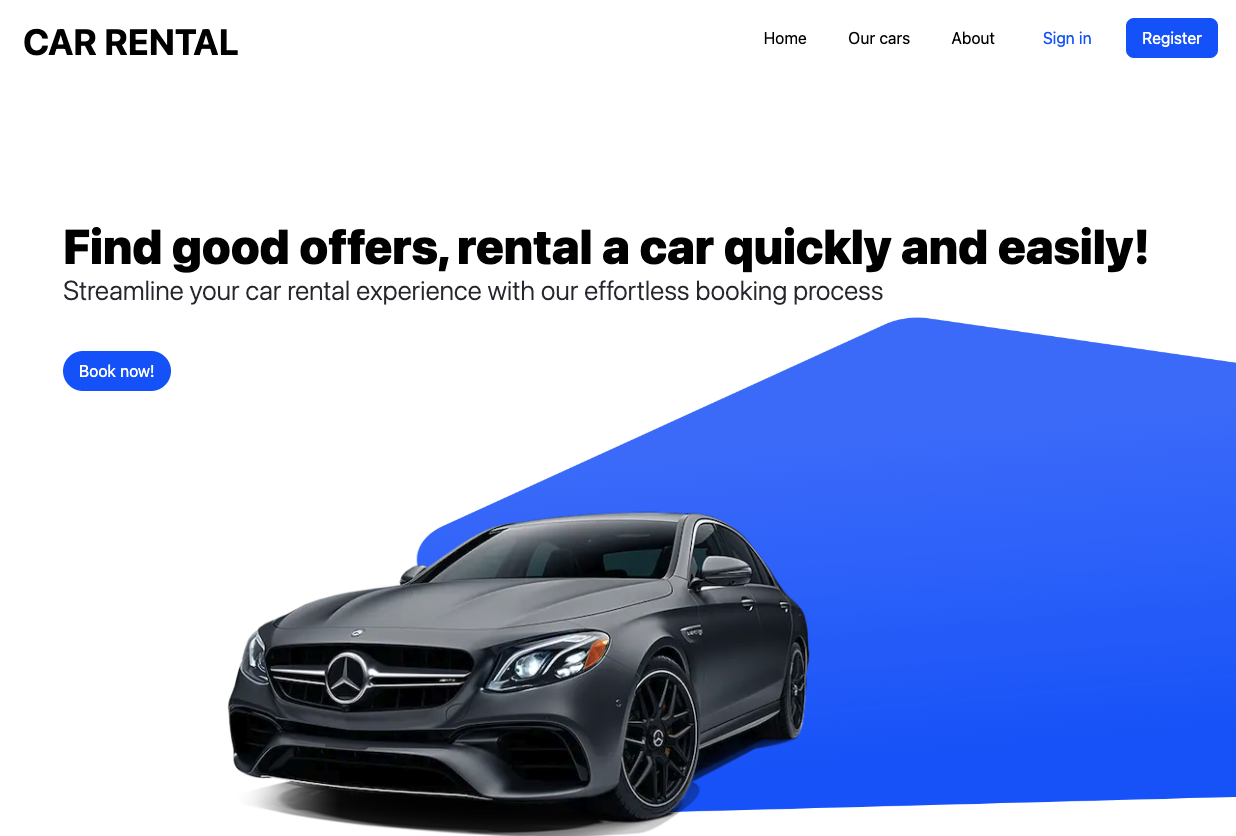 CAR RENTAL
Home
Our cars
About
Sign in
Register
Find good offers, rental a car quickly and easily!
Streamline your car rental experience with our effortless booking process
Book now!